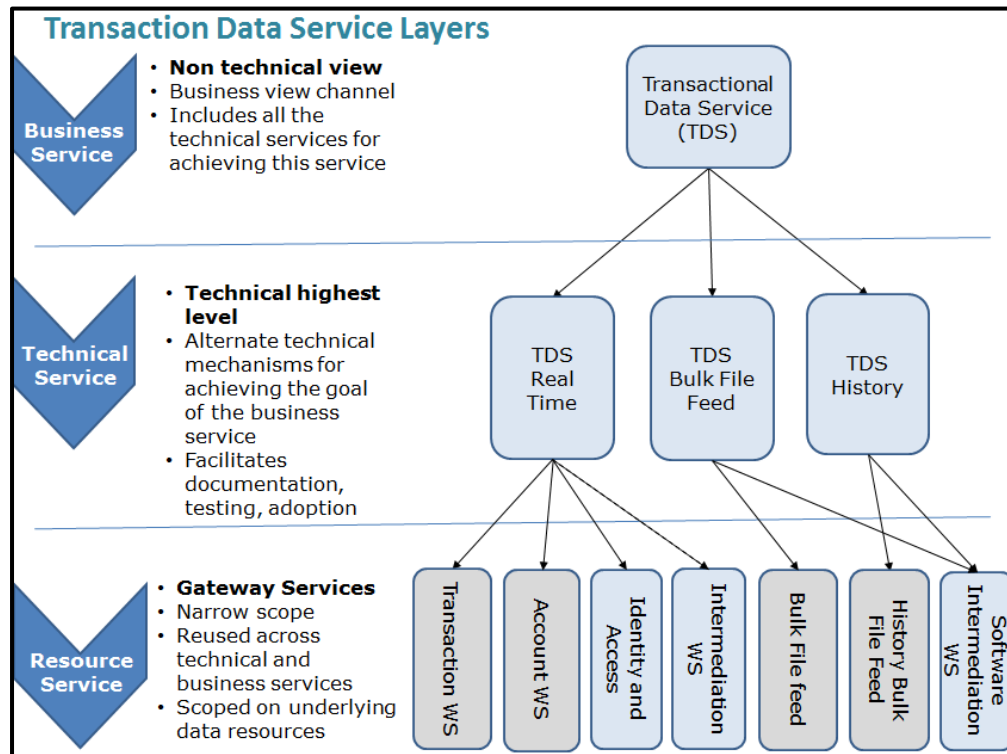 Transaction Data Service Layers
Business
Service
• Non technical view
• Business view channel
• Includes all the
technical services for
achieving this service
Transactional
Data Service
(TDS)
Technical
Service
• Technical highest
level
• Alternate technical
mechanisms for
achieving the goal
of the business
service
• Facilitates
documentation,
testing, adoption
TDS
Real
Time
TDS
Bulk File
Feed
TDS
History
Resource
Service
• Gateway Services
• Narrow scope
• Reused across
technical and
business services
• Scoped on underlying
data resources
Transaction WS
Account WS
Identity and
Access
Intermediation
WS
Bulk File feed
History Bulk
File Feed
Software
Intermediation
WS